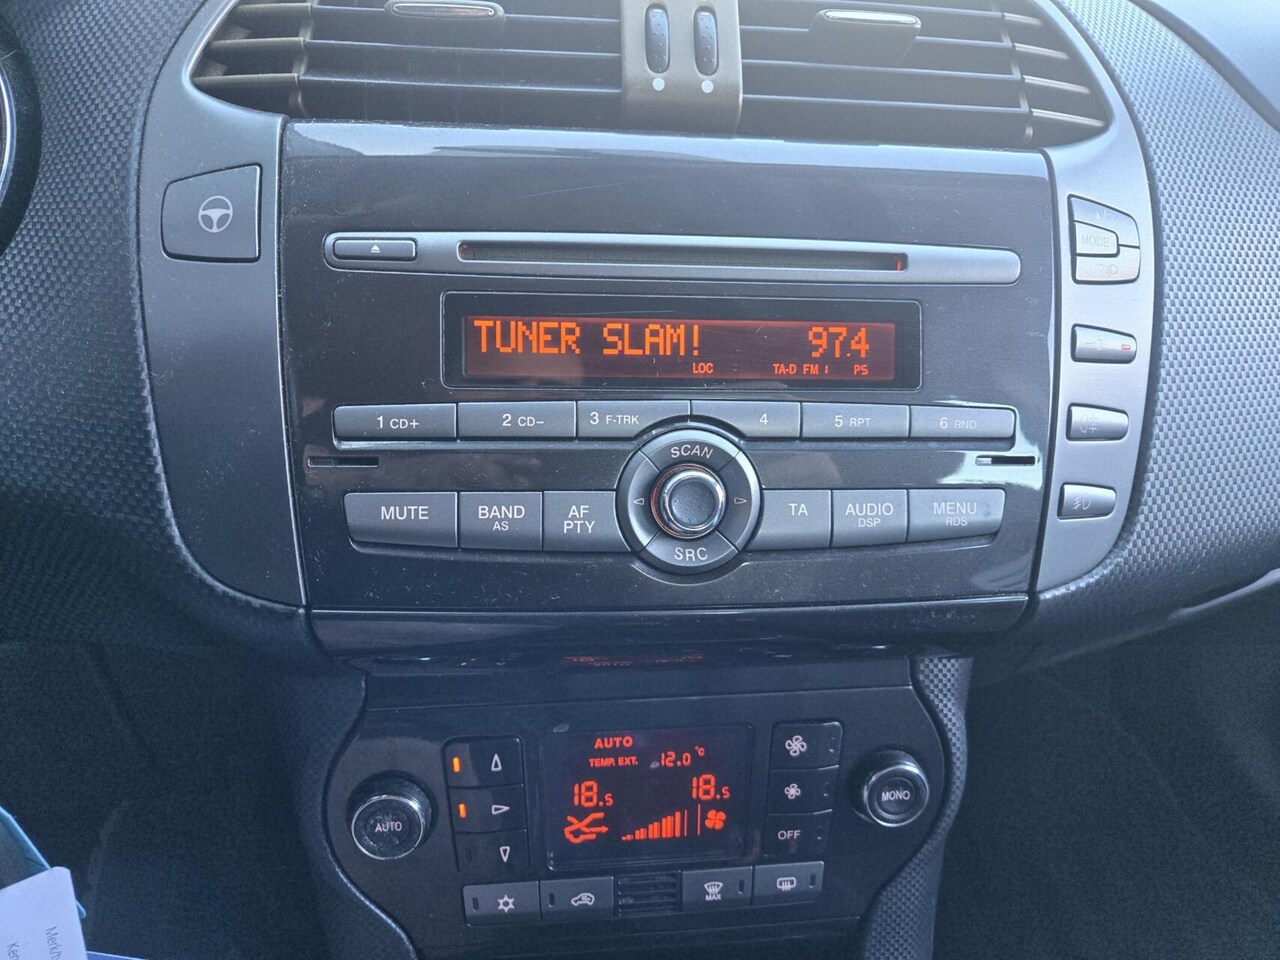 MODE
TUNER SLAM! 97.4
LOC TA-D FM 1 PS
1 CD+ 2 CD- 3 F-TRK 4 5 RPT 6 RND
SCAN
MUTE BAND AS AF PTY TA AUDIO DSP MENU RDS
SRC
AUTO
TEMP. EXT. 12.0 °C
18.5 18.5
AUTO
MONO
OFF
MAX